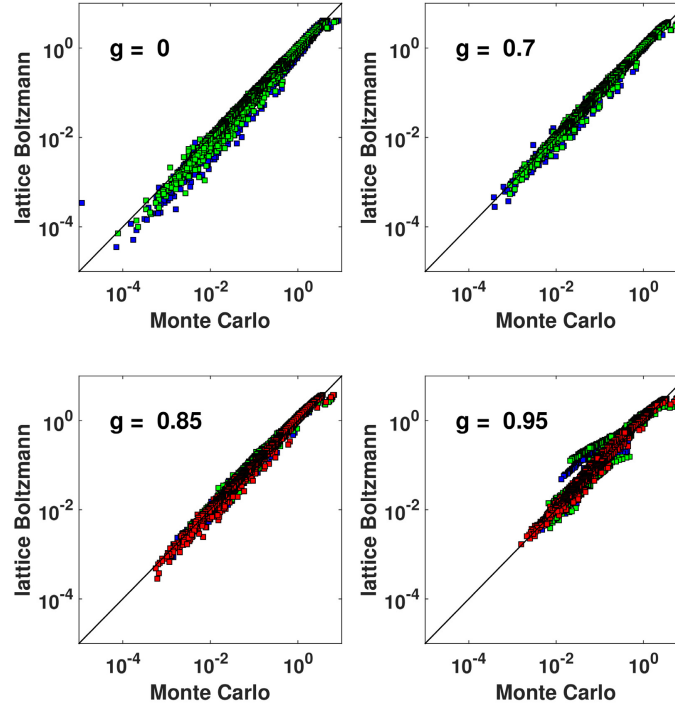 g = 0
lattice Boltzmann
10^0
10^-2
10^-4
10^-4 10^-2 10^0
Monte Carlo
g = 0.7
lattice Boltzmann
10^0
10^-2
10^-4
10^-4 10^-2 10^0
Monte Carlo
g = 0.85
lattice Boltzmann
10^0
10^-2
10^-4
10^-4 10^-2 10^0
Monte Carlo
g = 0.95
lattice Boltzmann
10^0
10^-2
10^-4
10^-4 10^-2 10^0
Monte Carlo